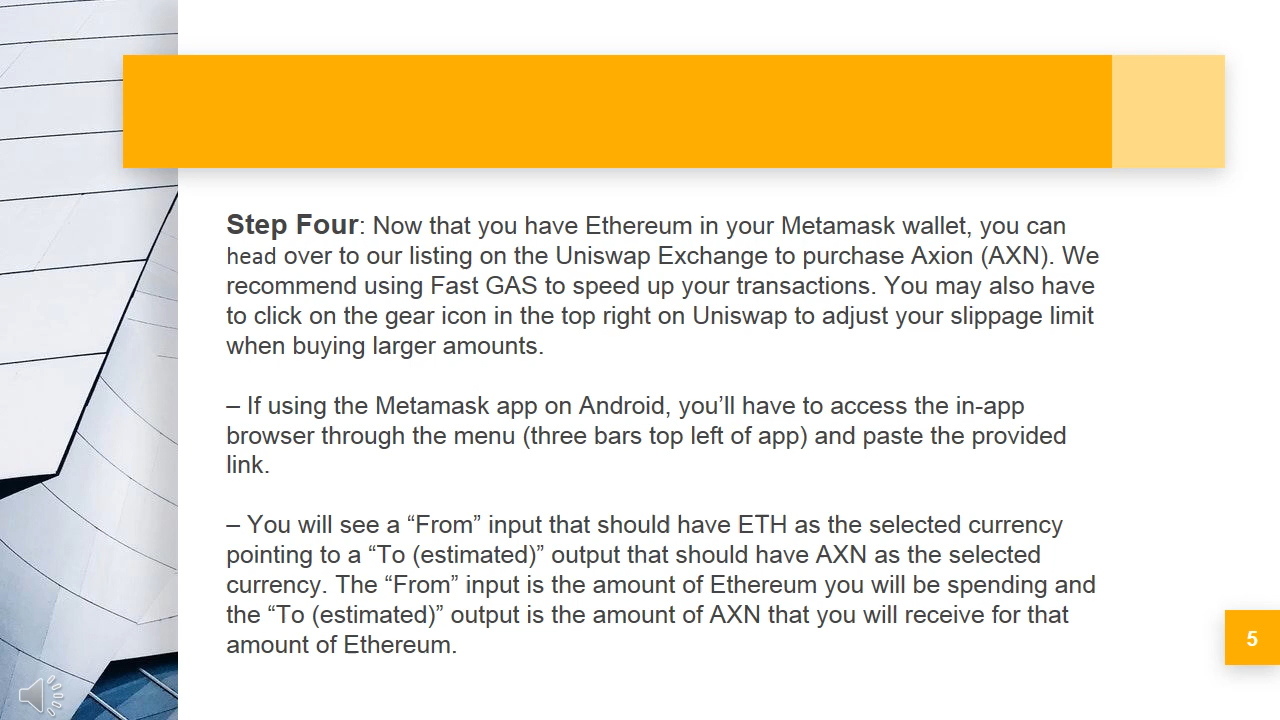 Step Four: Now that you have Ethereum in your Metamask wallet, you can
head over to our listing on the Uniswap Exchange to purchase Axion (AXN). We
recommend using Fast GAS to speed up your transactions. You may also have
to click on the gear icon in the top right on Uniswap to adjust your slippage limit
when buying larger amounts.
– If using the Metamask app on Android, you’ll have to access the in-app
browser through the menu (three bars top left of app) and paste the provided
link.
– You will see a “From” input that should have ETH as the selected currency
pointing to a “To (estimated)” output that should have AXN as the selected
currency. The “From” input is the amount of Ethereum you will be spending and
the “To (estimated)” output is the amount of AXN that you will receive for that
amount of Ethereum.
5